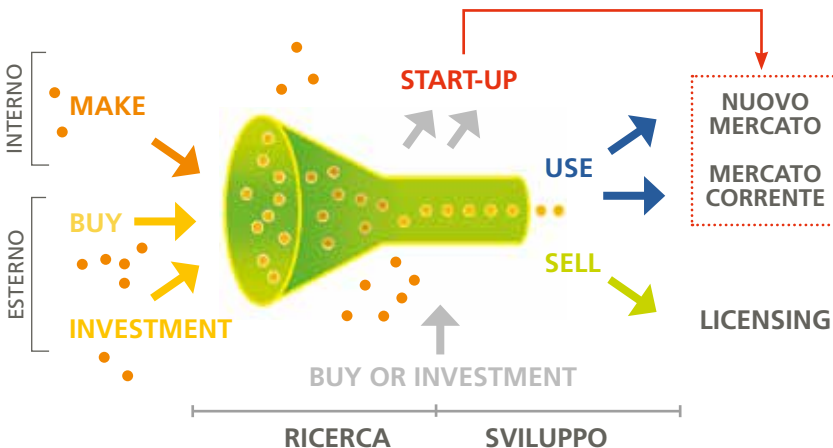 INTERNO
MAKE
ESTERNO
BUY
INVESTMENT
START-UP
USE
SELL
NUOVO
MERCATO
MERCATO
CORRENTE
LICENSING
BUY OR INVESTMENT
RICERCA
SVILUPPO